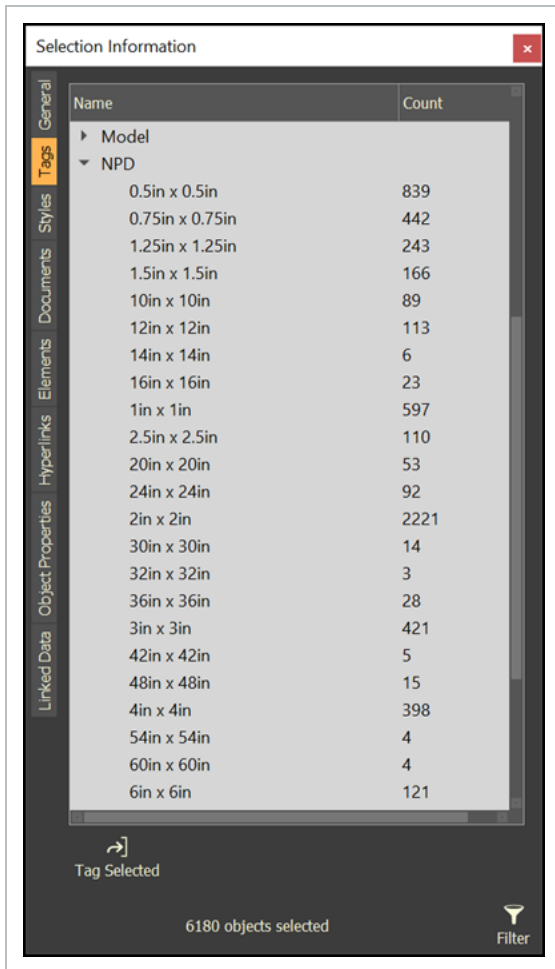 Selection Information
General
Tags
Styles
Documents
Elements
Hyperlinks
Object Properties
Linked Data
Name Count
Model
NPD
0.5in x 0.5in 839
0.75in x 0.75in 442
1.25in x 1.25in 243
1.5in x 1.5in 166
10in x 10in 89
12in x 12in 113
14in x 14in 6
16in x 16in 23
1in x 1in 597
2.5in x 2.5in 110
20in x 20in 53
24in x 24in 92
2in x 2in 2221
30in x 30in 14
32in x 32in 3
36in x 36in 28
3in x 3in 421
42in x 42in 5
48in x 48in 15
4in x 4in 398
54in x 54in 4
60in x 60in 4
6in x 6in 121
Tag Selected
6180 objects selected
Filter